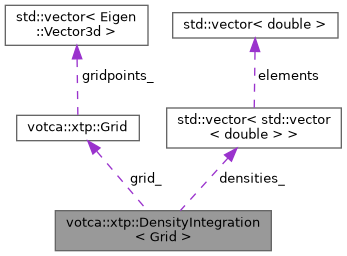 std::vector< Eigen
::Vector3d >
std::vector< double >
gridpoints_
elements
votca::xtp::Grid
std::vector< std::vector
< double > >
grid_
densities_
votca::xtp::DensityIntegration
< Grid >